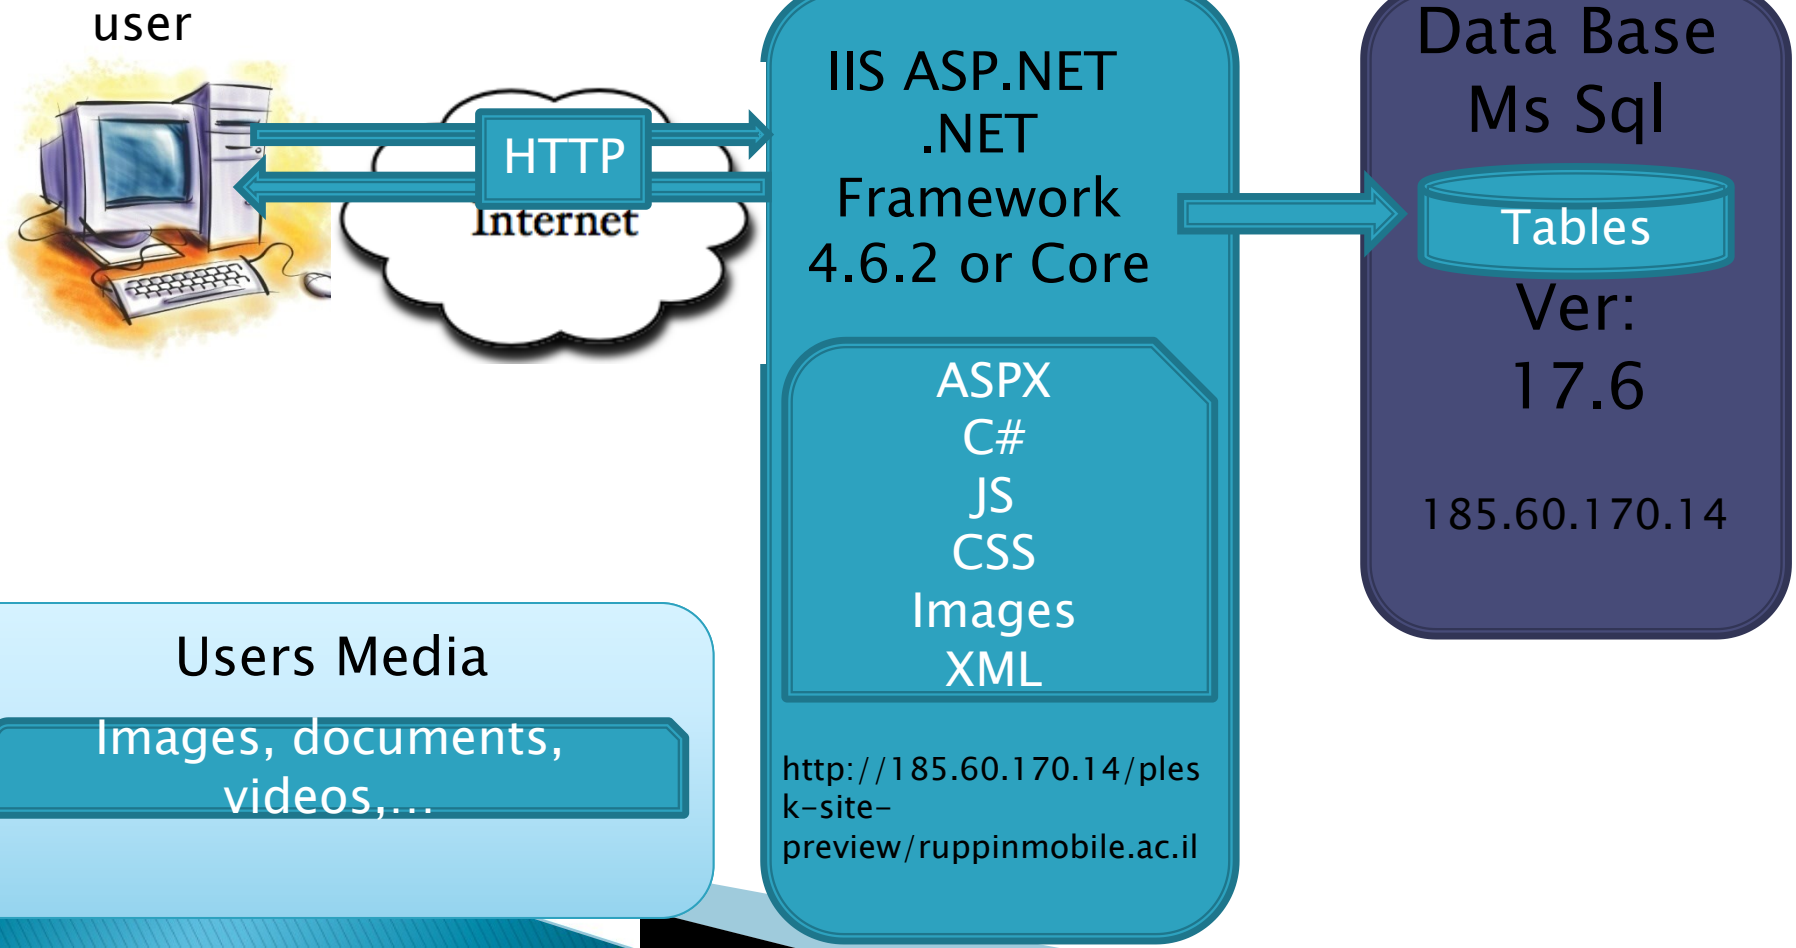 user
HTTP
Internet
IIS ASP.NET
.NET
Framework
4.6.2 or Core
ASPX
C#
JS
CSS
Images
XML
http://185.60.170.14/ples
k-site-
preview/ruppinmobile.ac.il
Data Base
Ms Sql
Tables
Ver:
17.6
185.60.170.14
Users Media
Images, documents,
videos,...